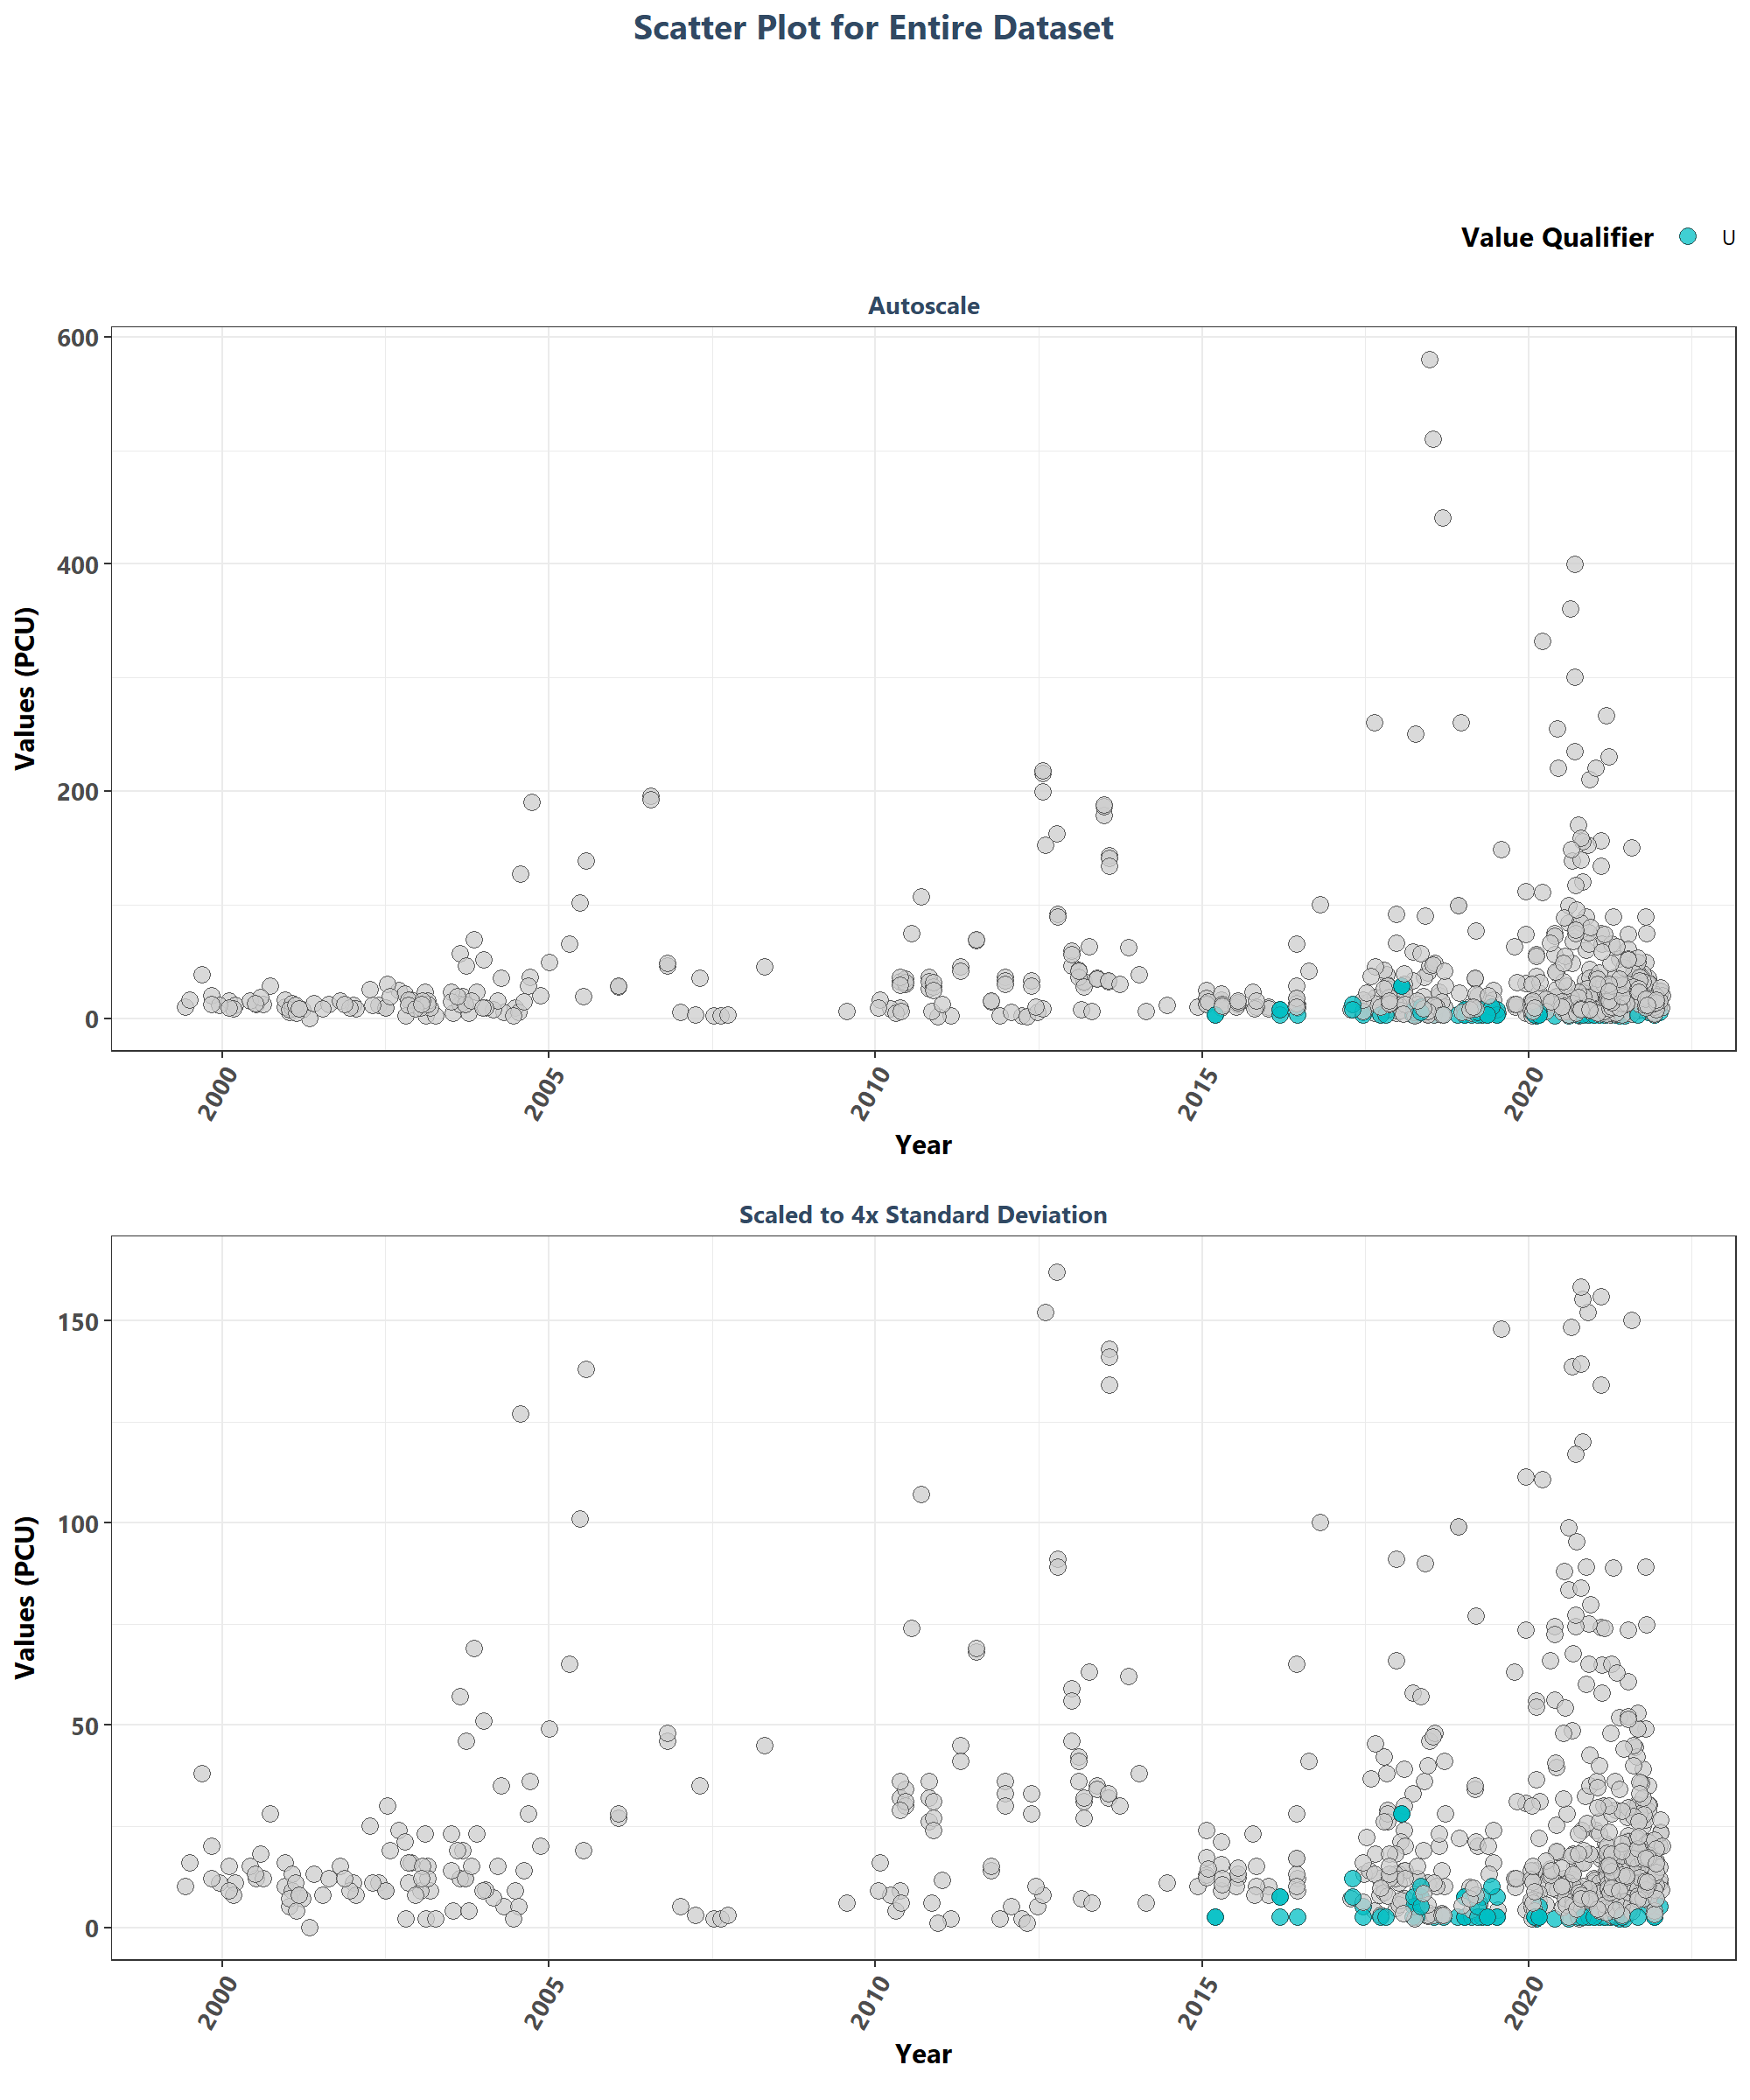 Scatter Plot for Entire Dataset
Value Qualifier U
Autoscale
Values (PCU)
600
400
200
0
2000 2005 2010 2015 2020
Year
Scaled to 4x Standard Deviation
Values (PCU)
150
100
50
0
2000 2005 2010 2015 2020
Year